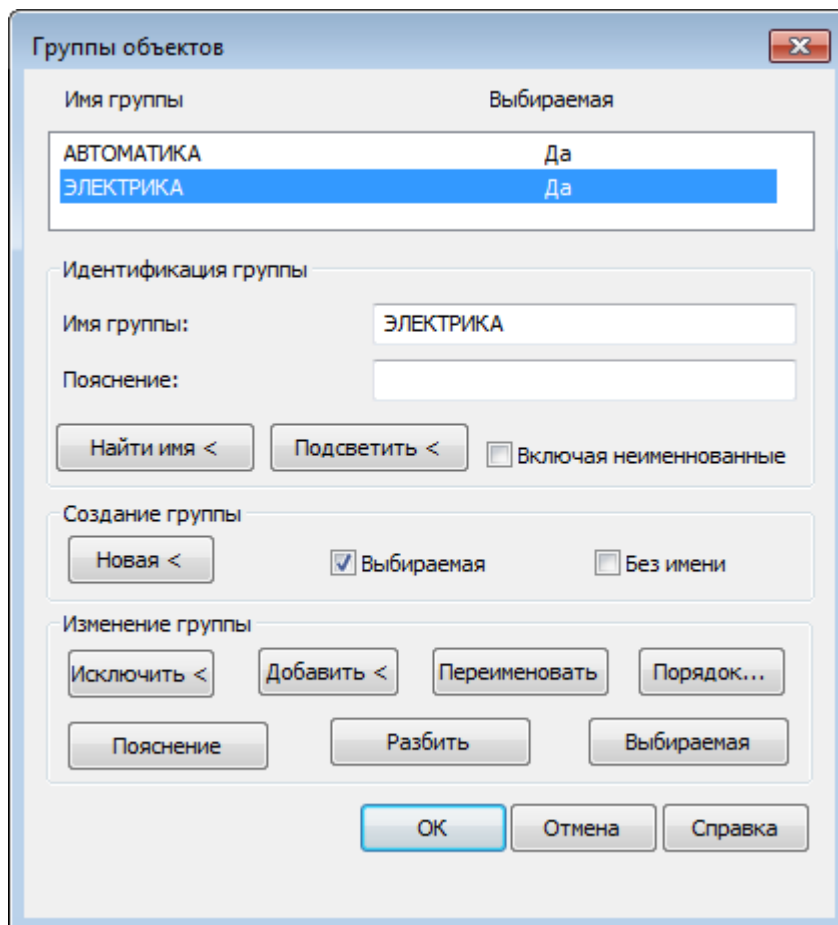 Группы объектов
Имя группы Выбираемая
АВТОМАТИКА Да
ЭЛЕКТРИКА Да
Идентификация группы
Имя группы: ЭЛЕКТРИКА
Пояснение:
Найти имя < Подсветить < Включая неименнованные
Создание группы
Новая < Выбираемая Без имени
Изменение группы
Исключить < Добавить < Переименовать Порядок...
Пояснение Разбить Выбираемая
ОК Отмена Справка